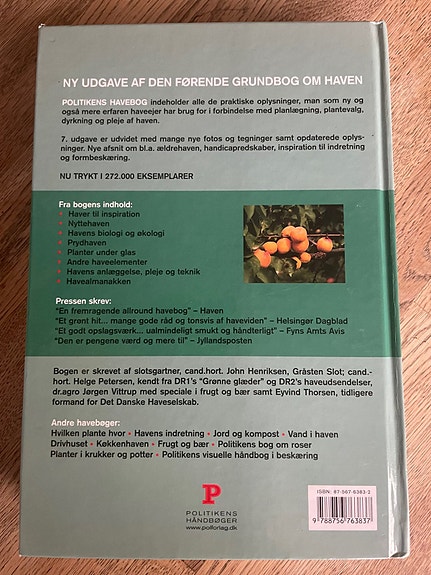 NY UDGAVE AF DEN FØRENDE GRUNDBOG OM HAVEN
POLITIKENS HAVEBOG indeholder alle de praktiske oplysninger, man som ny og
også mere erfaren haveejer har brug for i forbindelse med planlægning, plantevalg,
dyrkning og pleje af haven.
7. udgave er udvidet med mange nye fotos og tegninger samt opdaterede oplys-
ninger. Nye afsnit om bl.a. ældrehaven, handicapredskaber, inspiration til indretning
og formbeskæring.
NU TRYKT I 272.000 EKSEMPLARER
Fra bogens indhold:
• Haver til inspiration
• Nyttehaven
• Havens biologi og økologi
• Prydhaven
• Planter under glas
• Andre haveelementer
• Havens anlæggelse, pleje og teknik
• Havealmanakken
Pressen skrev:
"En fremragende allround havebog" – Haven
"Et grønt hit... mange gode råd og tonsvis af haveviden" – Helsingør Dagblad
"Et godt opslagsværk... ualmindeligt smukt og håndterligt" – Fyns Amts Avis
"Den er pengene værd og mere til" – Jyllandsposten
Bogen er skrevet af slotsgartner, cand.hort. John Henriksen, Gråsten Slot; cand.-
hort. Helge Petersen, kendt fra DR1's "Grønne glæder" og DR2's haveudsendelser,
dr.agro Jørgen Vittrup med speciale i frugt og bær samt Eyvind Thorsen, tidligere
formand for Det Danske Haveselskab.
Andre havebøger:
Hvilken plante hvor • Havens indretning • Jord og kompost • Vand i haven
Drivhuset • Køkkenhaven • Frugt og bær • Politikens bog om roser
Planter i krukker og potter • Politikens visuelle håndbog i beskæring
P
POLITIKENS
HÅNDBØGER
www.polforlag.dk
ISBN: 87-567-6383-2
9 788756 763837